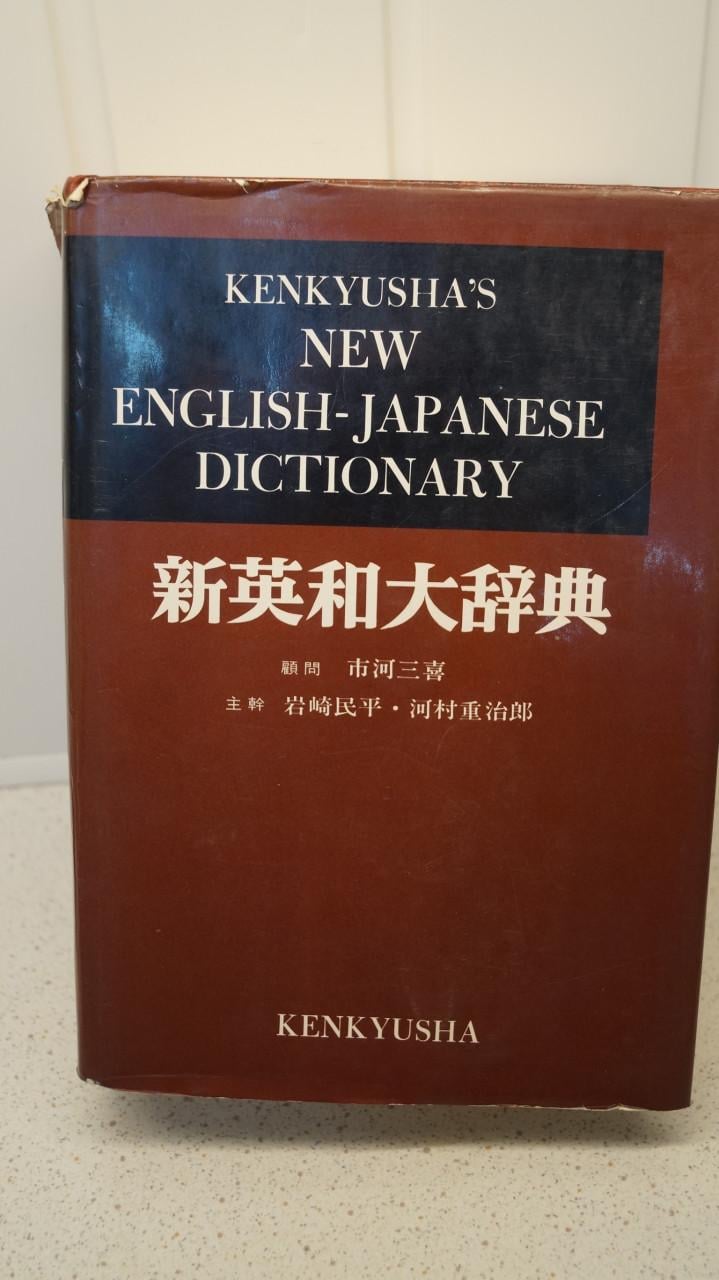 KENKYUSHA'S
NEW
ENGLISH-JAPANESE
DICTIONARY
新英和大辞典
顧問 市河三喜
主幹 岩崎民平・河村重治郎
KENKYUSHA